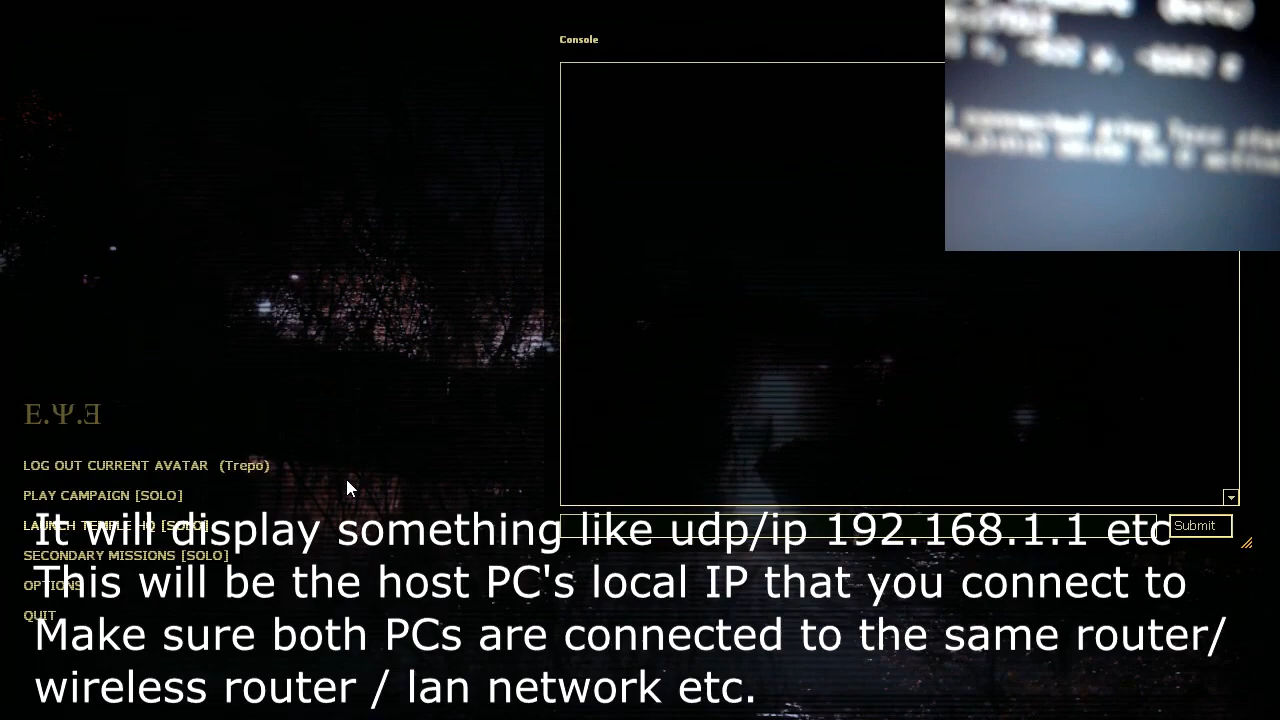 Console
E.Ψ.Ǝ
LOG OUT CURRENT AVATAR (Trepo)
PLAY CAMPAIGN [SOLO]
LAUNCH TEMPLE HQ [SOLO]
SECONDARY MISSIONS [SOLO]
OPTIONS
QUIT
Submit
It will display something like udp/ip 192.168.1.1 etc
This will be the host PC's local IP that you connect to
Make sure both PCs are connected to the same router/
wireless router / lan network etc.